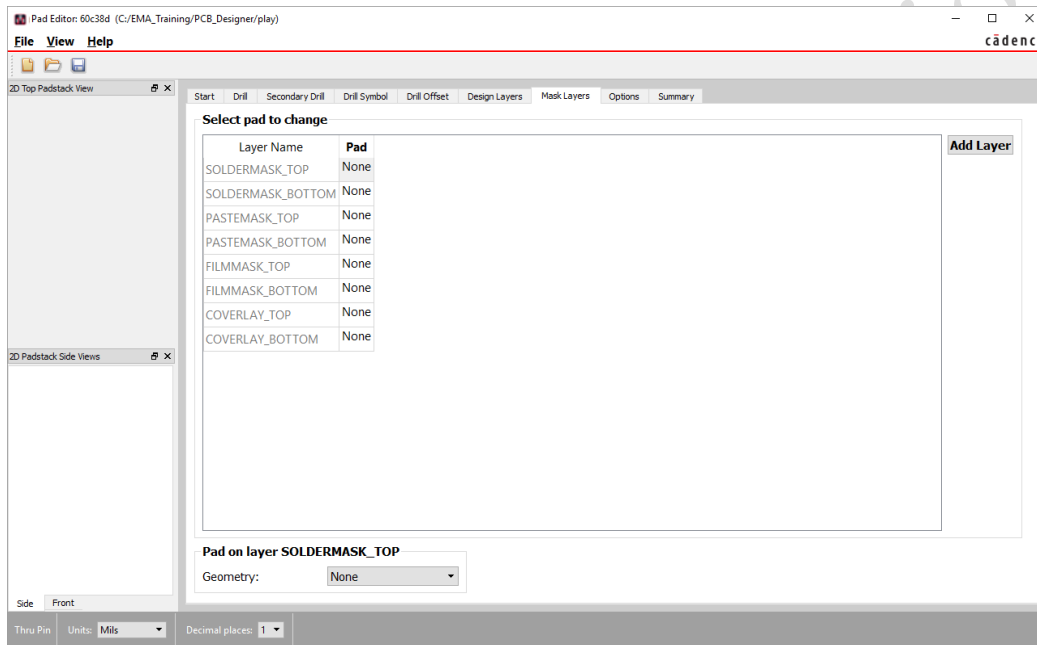 Pad Editor: 60c38d (C:/EMA_Training/PCB_Designer/play)
File View Help
cādenc
2D Top Padstack View
Start Drill Secondary Drill Drill Symbol Drill Offset Design Layers Mask Layers Options Summary
Select pad to change
Layer Name Pad
Add Layer
SOLDERMASK_TOP None
SOLDERMASK_BOTTOM None
PASTEMASK_TOP None
PASTEMASK_BOTTOM None
FILMMASK_TOP None
FILMMASK_BOTTOM None
COVERLAY_TOP None
COVERLAY_BOTTOM None
2D Padstack Side Views
Pad on layer SOLDERMASK_TOP
Geometry: None
Side Front
Thru Pin Units: Mils Decimal places: 1